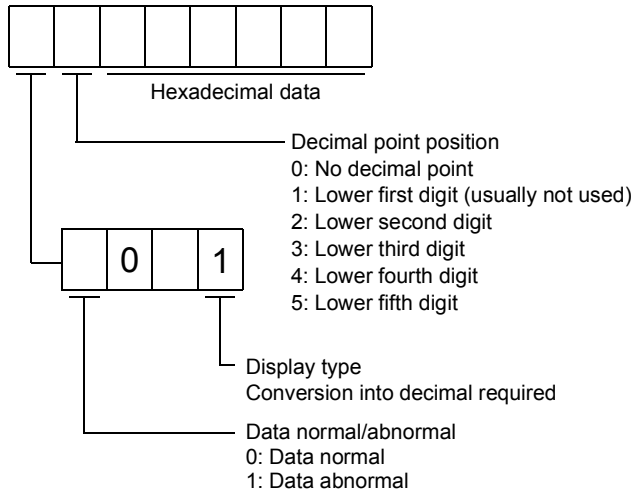 Hexadecimal data
Decimal point position
0: No decimal point
1: Lower first digit (usually not used)
2: Lower second digit
3: Lower third digit
4: Lower fourth digit
5: Lower fifth digit
0 1
Display type
Conversion into decimal required
Data normal/abnormal
0: Data normal
1: Data abnormal